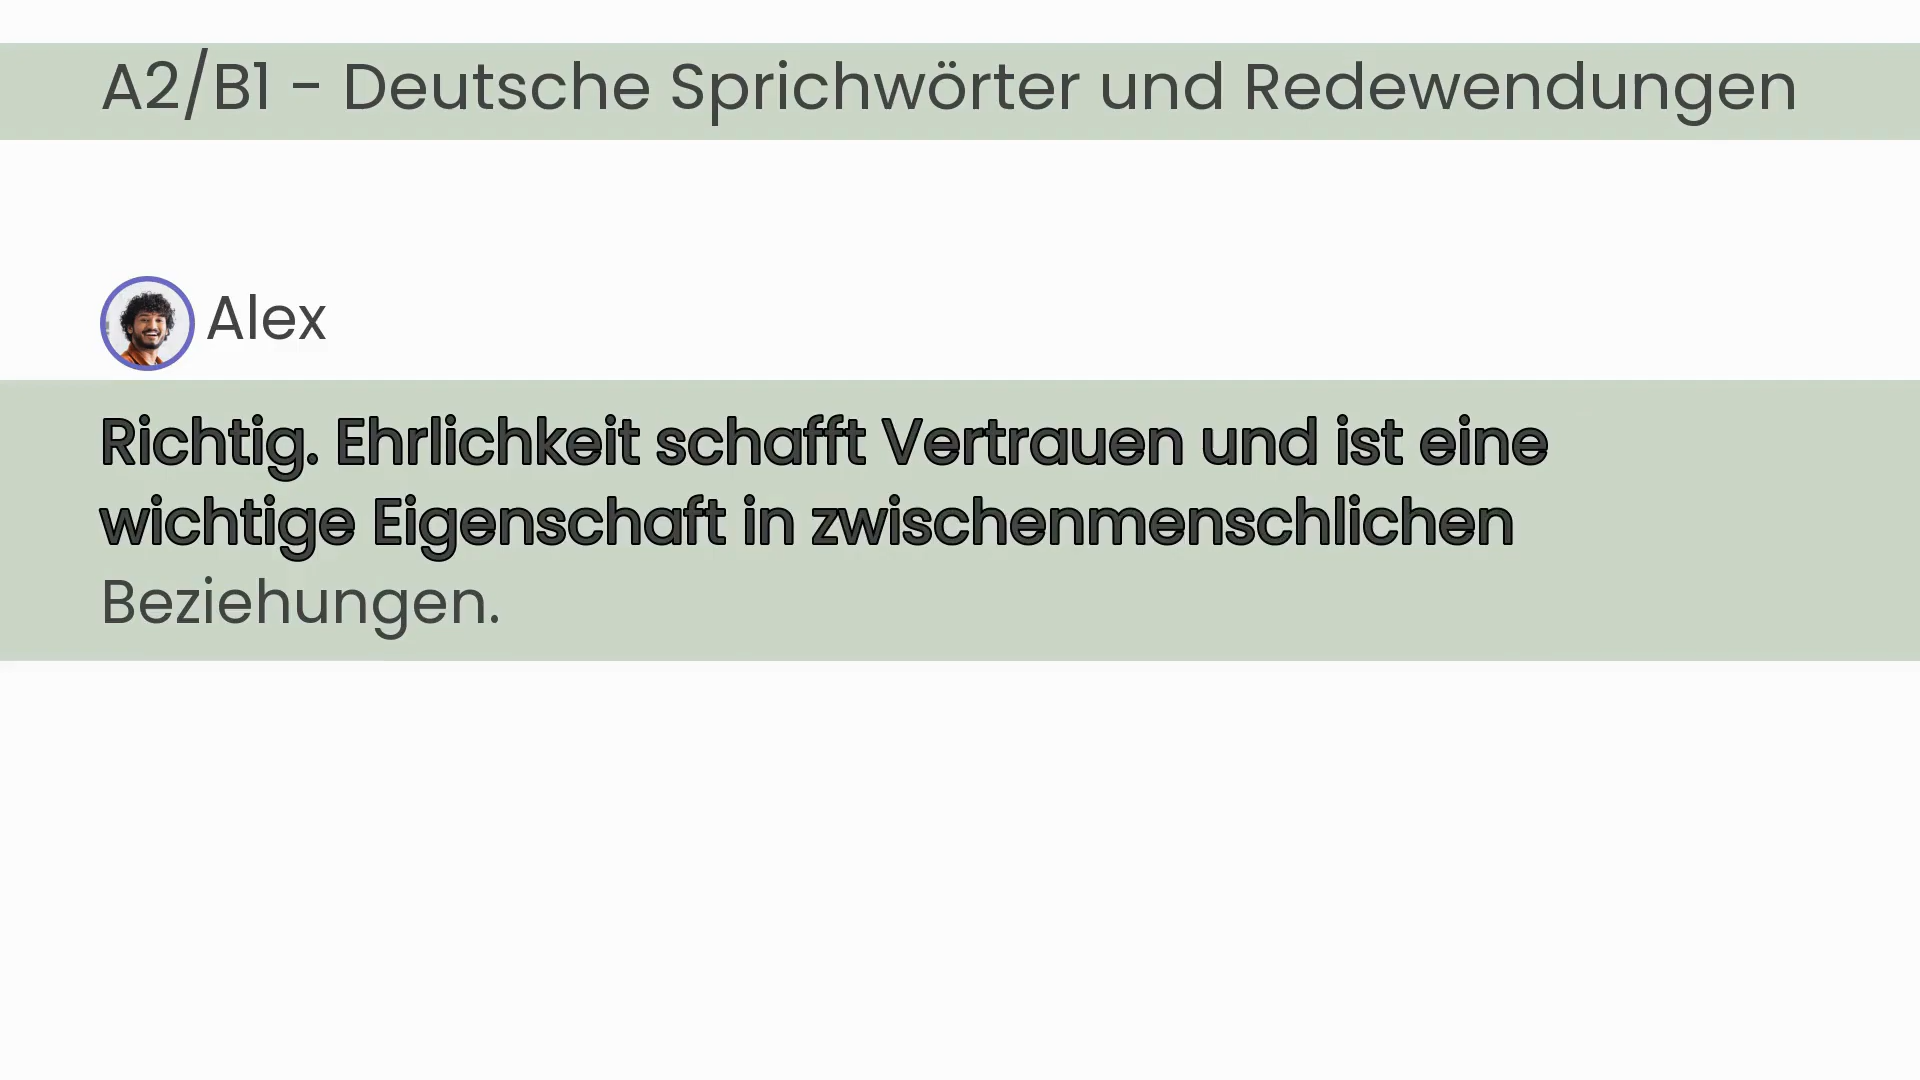 A2/B1 - Deutsche Sprichwörter und Redewendungen
Alex
Richtig. Ehrlichkeit schafft Vertrauen und ist eine
wichtige Eigenschaft in zwischenmenschlichen
Beziehungen.